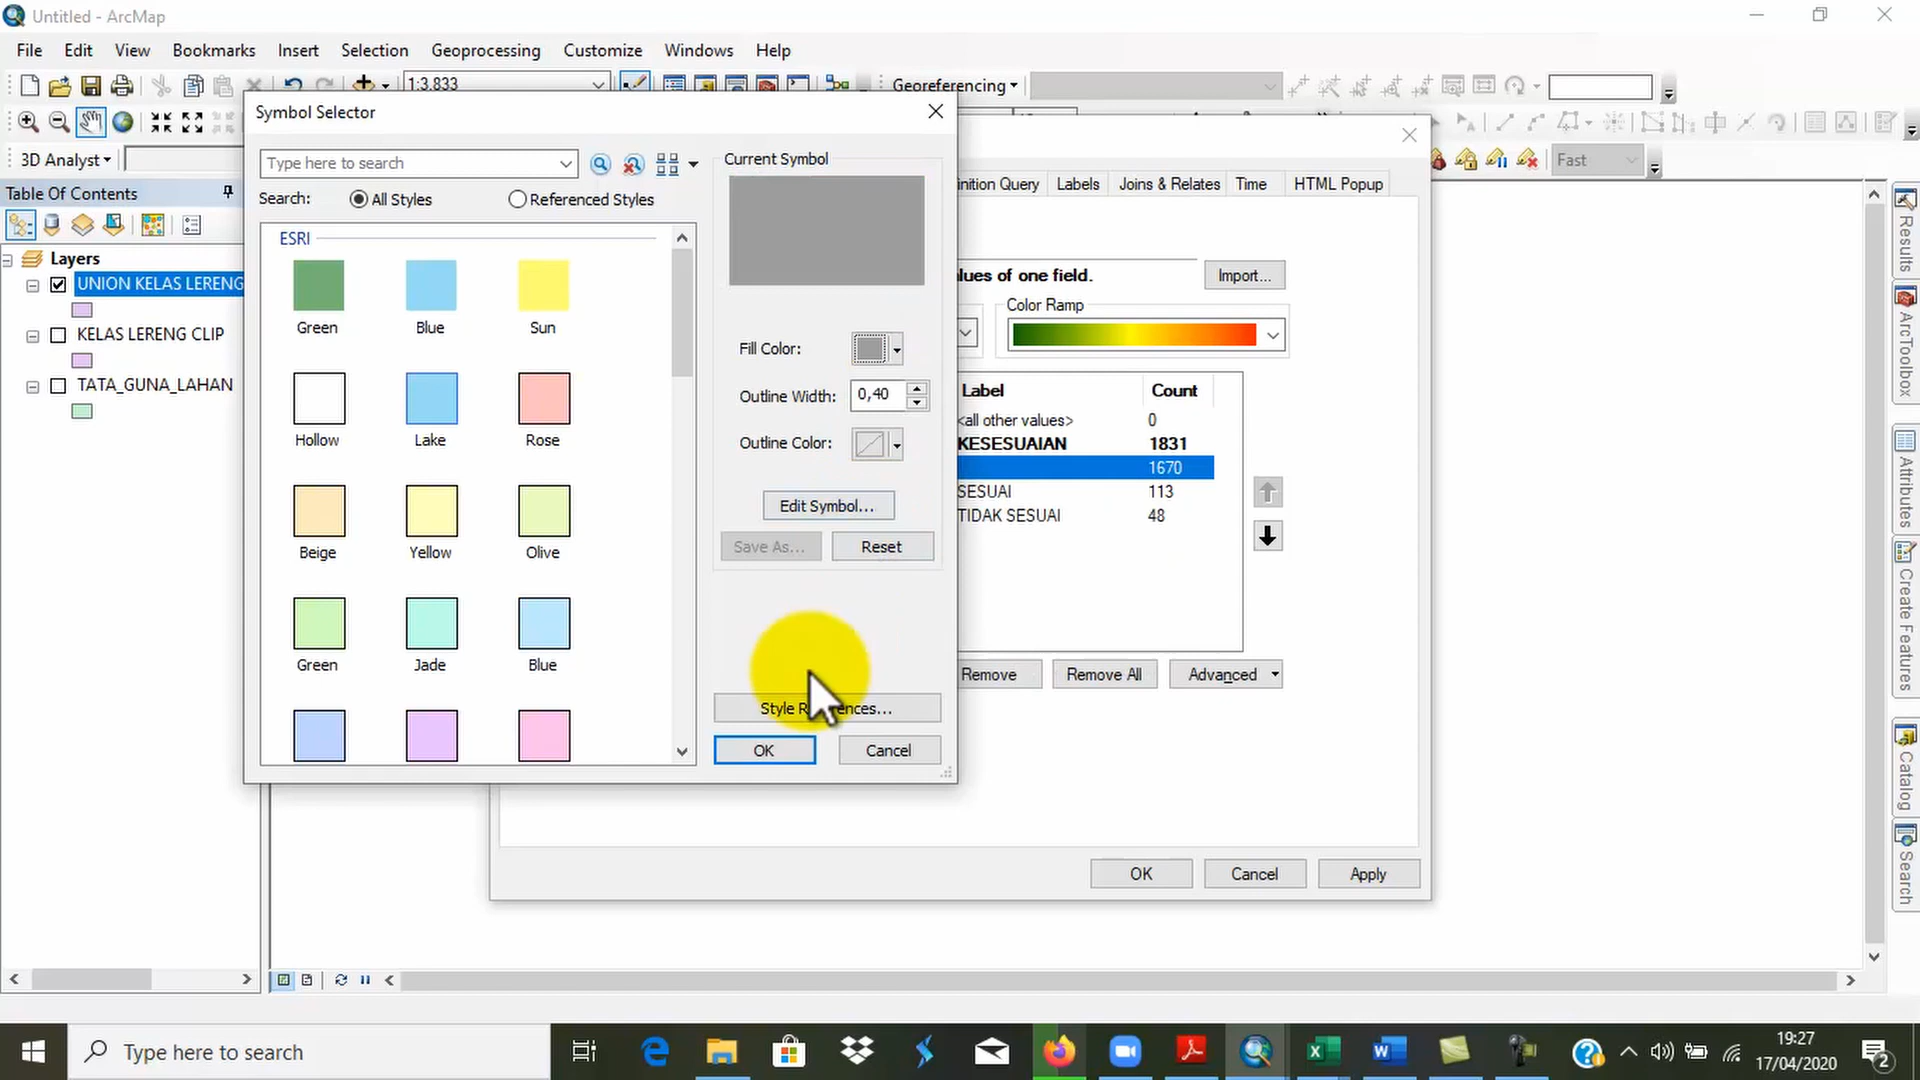 Untitled - ArcMap
File Edit View Bookmarks Insert Selection Geoprocessing Customize Windows Help
1:3.833
Georeferencing
3D Analyst
Fast
Table Of Contents
Layers
UNION KELAS LERENG
KELAS LERENG CLIP
TATA_GUNA_LAHAN
Symbol Selector
Type here to search
Search: All Styles Referenced Styles
ESRI
Green Blue Sun
Hollow Lake Rose
Beige Yellow Olive
Green Jade Blue
Current Symbol
Fill Color:
Outline Width: 0,40
Outline Color:
Edit Symbol...
Save As... Reset
OK Cancel
Labels Joins & Relates Time HTML Popup
of one field.
Import...
Color Ramp
Label Count
<all other values> 0
KESESUAIAN 1831
1670
SESUAI 113
TIDAK SESUAI 48
Remove Remove All Advanced
OK Cancel Apply
Results
ArcToolbox
Attributes
Create Features
Catalog
Search
Type here to search
19:27
17/04/2020
2